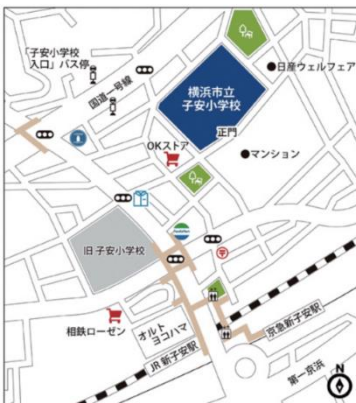 「子安小学校
入口」バス停
国道一号線
日産ウェルフェア
横浜市立
子安小学校
正門
OKストア
マンション
旧 子安小学校
相鉄ローゼン
オルト
ヨコハマ
JR 新子安駅
京急新子安駅
第一京浜
N